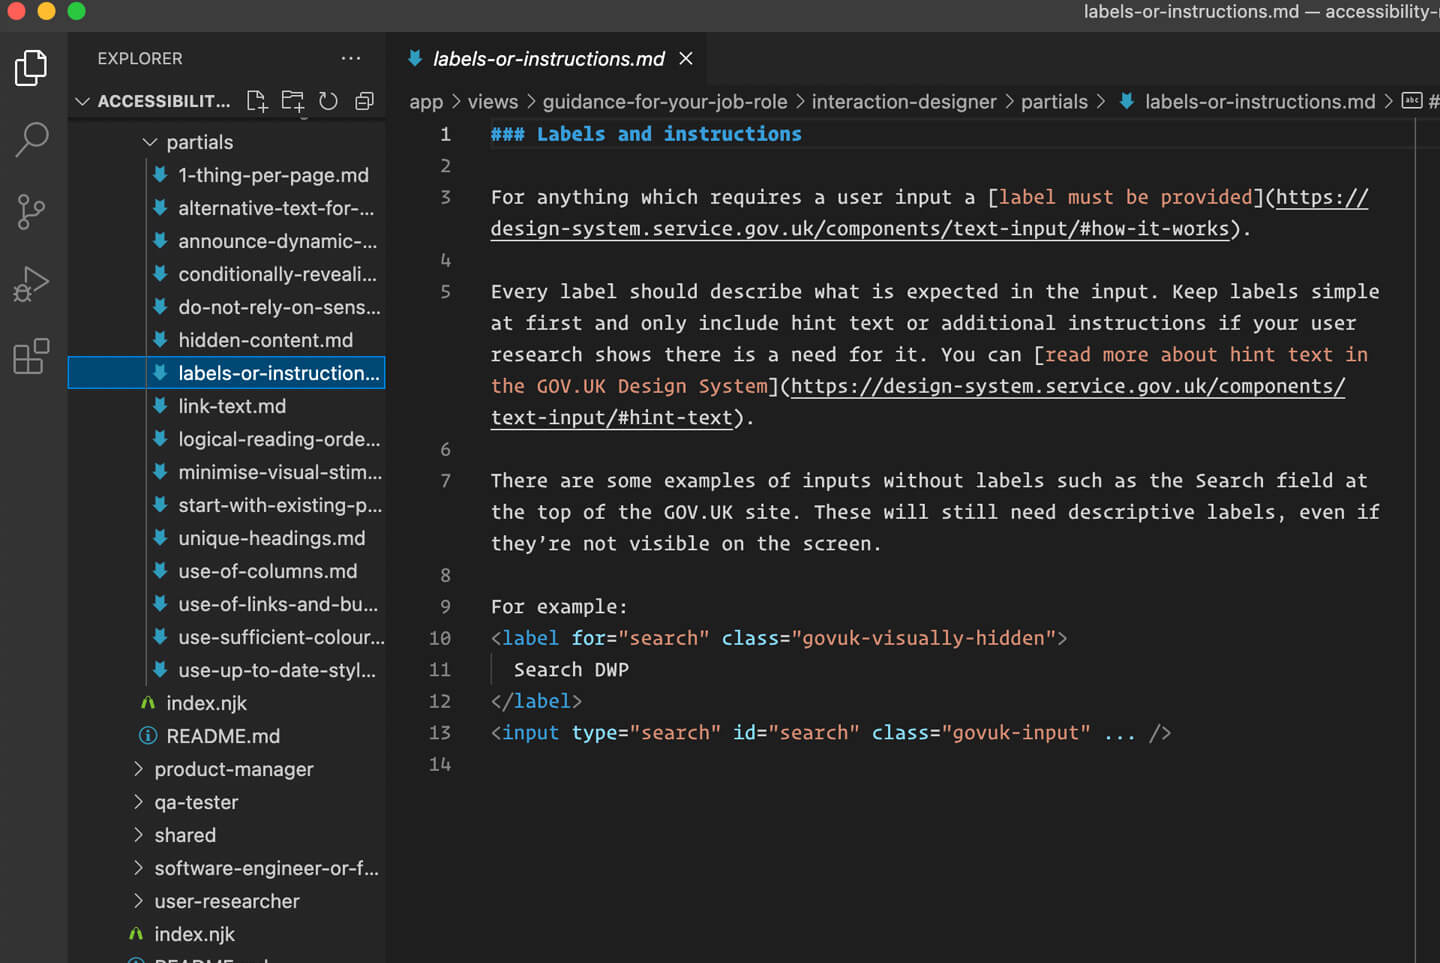 labels-or-instructions.md — accessibility-
EXPLORER
ACCESSIBILIT...
partials
1-thing-per-page.md
alternative-text-for-...
announce-dynamic-...
conditionally-reveali...
do-not-rely-on-sens...
hidden-content.md
labels-or-instruction...
link-text.md
logical-reading-orde...
minimise-visual-stim...
start-with-existing-p...
unique-headings.md
use-of-columns.md
use-of-links-and-bu...
use-sufficient-colour...
use-up-to-date-styl...
index.njk
README.md
product-manager
qa-tester
shared
software-engineer-or-f...
user-researcher
index.njk
README.md
labels-or-instructions.md
app > views > guidance-for-your-job-role > interaction-designer > partials > labels-or-instructions.md > abc #
1 ### Labels and instructions
2
3 For anything which requires a user input a [label must be provided](https://
design-system.service.gov.uk/components/text-input/#how-it-works).
4
5 Every label should describe what is expected in the input. Keep labels simple
at first and only include hint text or additional instructions if your user
research shows there is a need for it. You can [read more about hint text in
the GOV.UK Design System](https://design-system.service.gov.uk/components/
text-input/#hint-text).
6
7 There are some examples of inputs without labels such as the Search field at
the top of the GOV.UK site. These will still need descriptive labels, even if
they’re not visible on the screen.
8
9 For example:
10 <label for="search" class="govuk-visually-hidden">
11 Search DWP
12 </label>
13 <input type="search" id="search" class="govuk-input" ... />
14